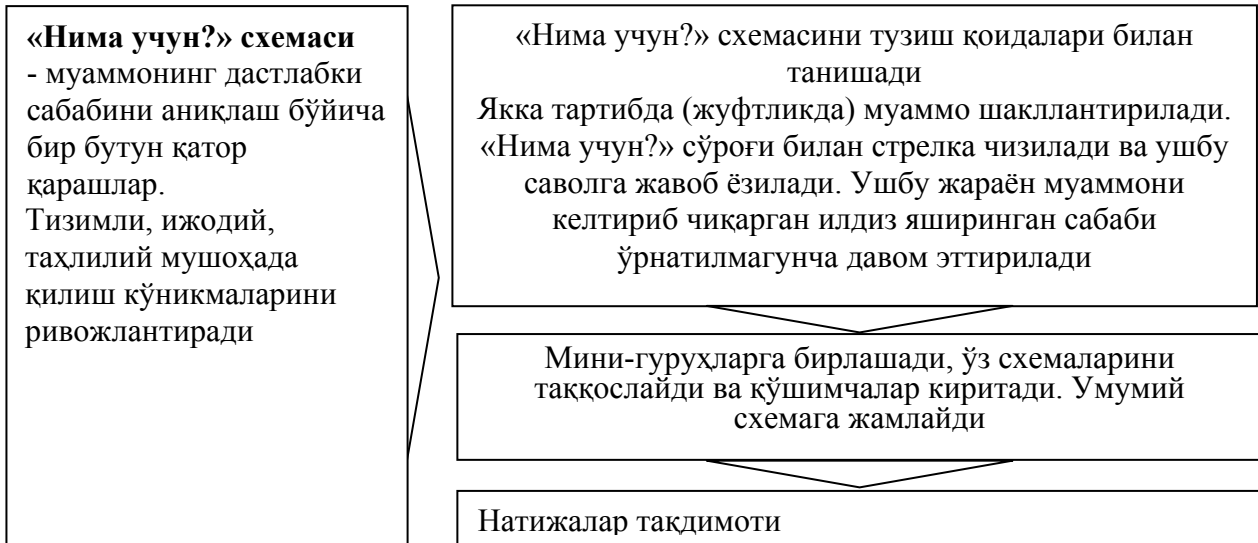 «Нима учун?» схемаси
- муаммонинг дастлабки
сабабини аниқлаш бўйича
бир бутун қатор
қарашлар.
Тизимли, ижодий,
таҳлилий мушоҳада
қилиш кўникмаларини
ривожлантиради
«Нима учун?» схемасини тузиш қоидалари билан
танишади
Якка тартибда (жуфтликда) муаммо шакллантирилади.
«Нима учун?» сўроғи билан стрелка чизилади ва ушбу
саволга жавоб ёзилади. Ушбу жараён муаммони
келтириб чиқарган илдиз яширинган сабаби
ўрнатилмагунча давом эттирилади
Мини-гуруҳларга бирлашади, ўз схемаларини
таққослайди ва қўшимчалар киритади. Умумий
схемага жамлайди
Натижалар тақдимоти